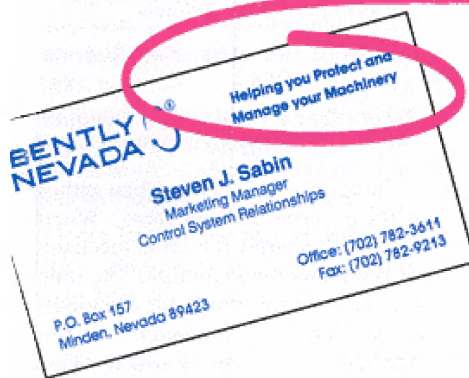 Helping you Protect and
Manage your Machinery
BENTLY ®
NEVADA
Steven J. Sabin
Marketing Manager
Control System Relationships
Office: (702) 782-3611
Fax: (702) 782-9213
P.O. Box 157
Minden, Nevada 89423